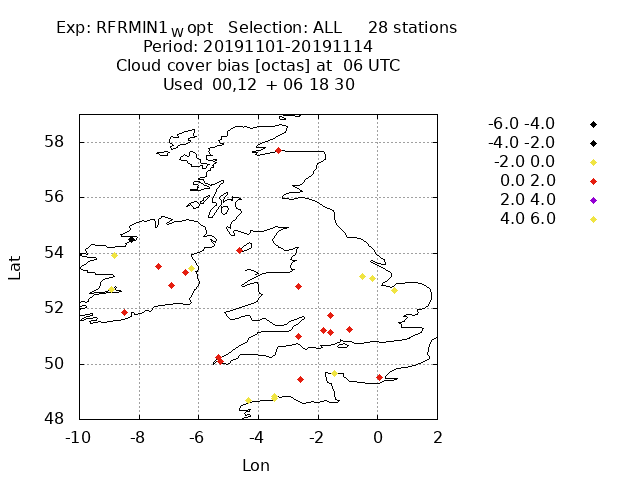 Exp: RFRMIN1_W opt   Selection: ALL     28 stations
Period: 20191101-20191114
Cloud cover bias [octas] at  06 UTC
Used  00,12  + 06 18 30
-6.0 -4.0
-4.0 -2.0
-2.0 0.0
0.0 2.0
2.0 4.0
4.0 6.0
58
56
54
52
50
48
Lat
-10 -8 -6 -4 -2 0 2
Lon